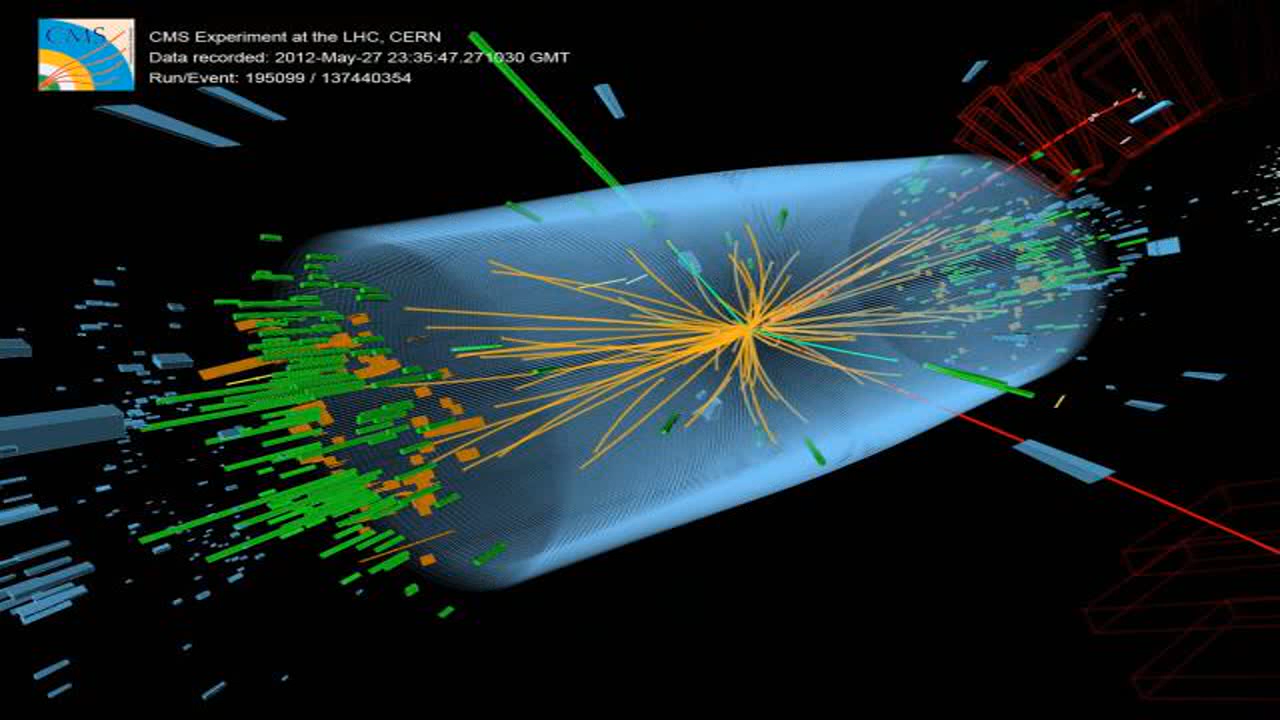 CMS
CMS Experiment at the LHC, CERN
Data recorded: 2012-May-27 23:35:47.271030 GMT
Run/Event: 195099 / 137440354